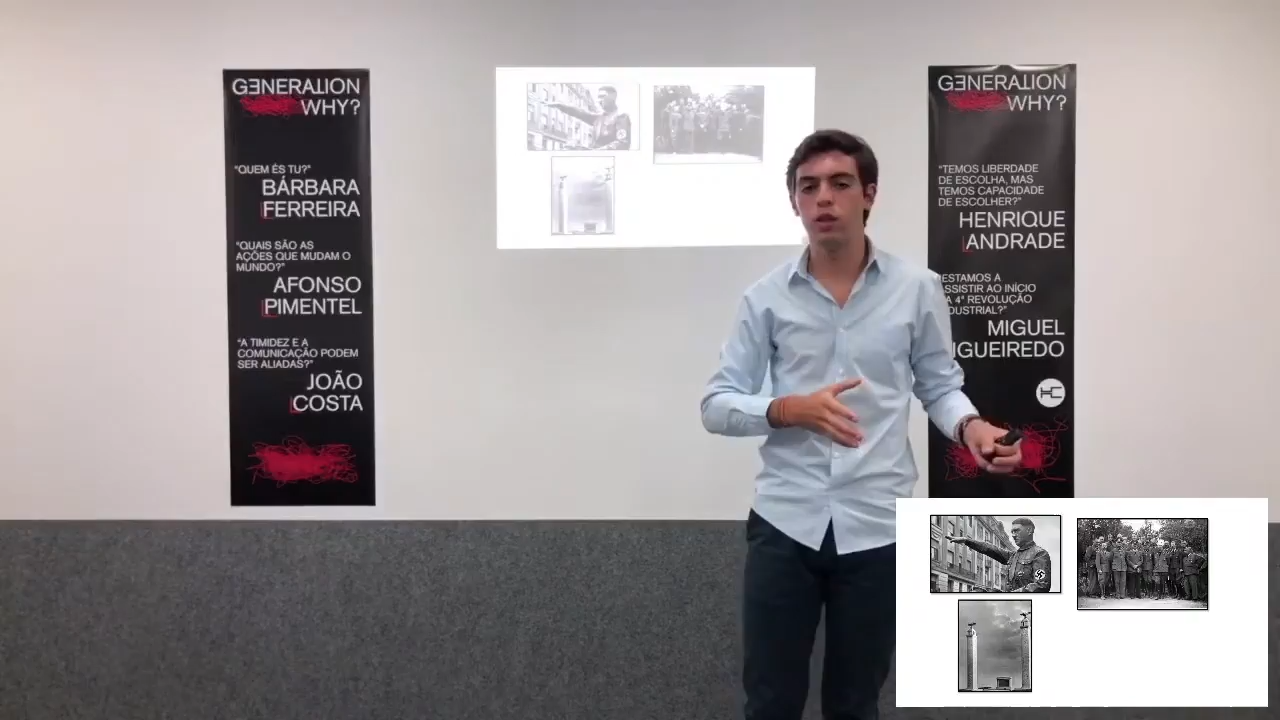 GENERATION
WHY?
"QUEM ÉS TU?"
BÁRBARA
FERREIRA
"QUAIS SÃO AS
AÇÕES QUE MUDAM O
MUNDO?"
AFONSO
PIMENTEL
"A TIMIDEZ E A
COMUNICAÇÃO PODEM
SER ALIADAS?"
JOÃO
COSTA
GENERATION
WHY?
"TEMOS LIBERDADE
DE ESCOLHA, MAS
TEMOS CAPACIDADE
DE ESCOLHER?"
HENRIQUE
ANDRADE
ESTAMOS A
SSISTIR AO INÍCIO
A 4ª REVOLUÇÃO
DUSTRIAL?"
MIGUEL
IGUEIREDO